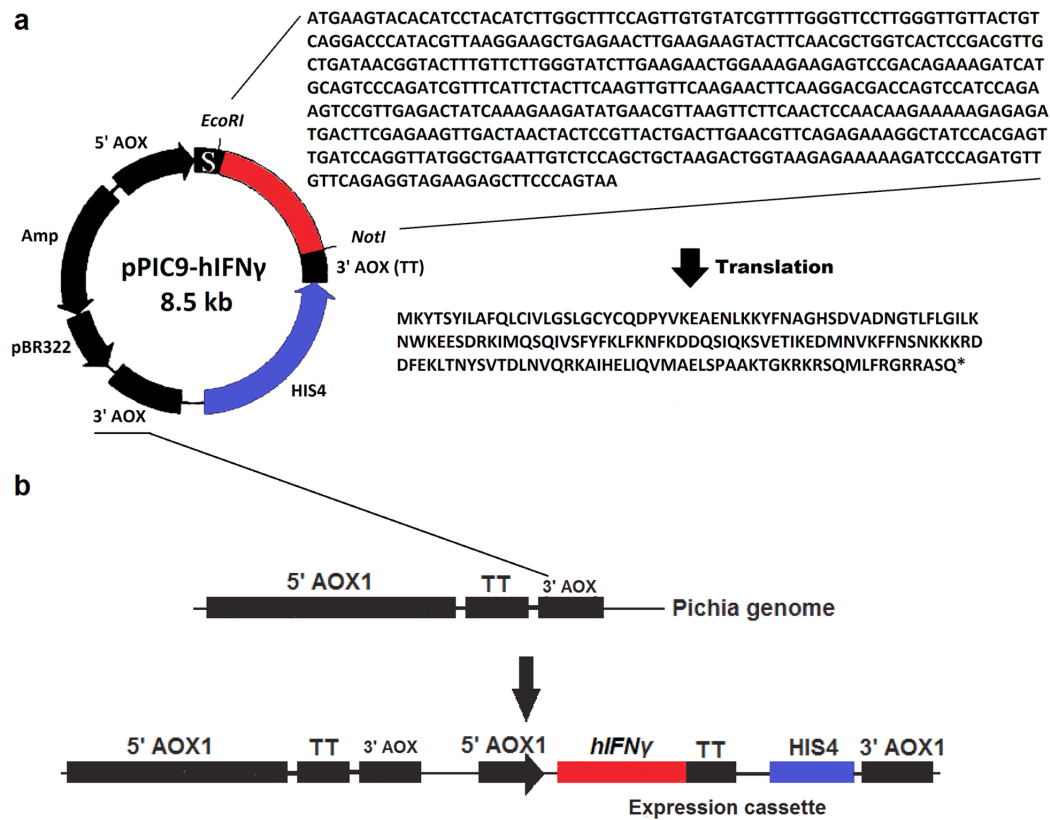 a
ATGAAGTACACATCCTACATCTTGGCTTTCCAGTTGTGTATCGTTTTGGGTTCCTTGGGTTGTTACTGT
CAGGACCCATACGTTAAGGAAGCTGAGAACTTGAAGAAGTACTTCAACGCTGGTCACTCCGACGTTG
CTGATAACGGTACTTTGTTCTTGGGTATCTTGAAGAACTGGAAAGAAGAGTCCGACAGAAAGATCAT
GCAGTCCCAGATCGTTTCATTCTACTTCAAGTTGTTCAAGAACTTCAAGGACGACCAGTCCATCCAGA
AGTCCGTTGAGACTATCAAAGAAGATATGAACGTTAAGTTCTTCAACTCCAACAAGAAAAAGAGAGA
TGACTTCGAGAAGTTGACTAACTACTCCGTTACTGACTTGAACGTTCAGAGAAAGGCTATCCACGAGT
TGATCCAGGTTATGGCTGAATTGTCTCCAGCTGCTAAGACTGGTAAGAGAAAAAGATCCCAGATGTT
GTTCAGAGGTAGAAGAGCTTCCCAGTAA
EcoRI
5' AOX
S
Amp
NotI
pPIC9-hIFNγ
8.5 kb
3' AOX (TT)
pBR322
HIS4
3' AOX
Translation
MKYTSYILAFQLCIVLGSLGCYCQDPYVKEAENLKKYFNAGHSDVADNGTLFLGILK
NWKEESDRKIMQSQIVSFYFKLFKNFKDDQSIQKSVETIKEDMNVKFFNSNKKKRD
DFEKLTNYSVTDLNVQRKAIHELIQVMAELSPAAKTGKRKRSQMLFRGRRASQ*
b
5' AOX1 TT 3' AOX
Pichia genome
5' AOX1 TT 3' AOX 5' AOX1 hIFNγ TT HIS4 3' AOX1
Expression cassette